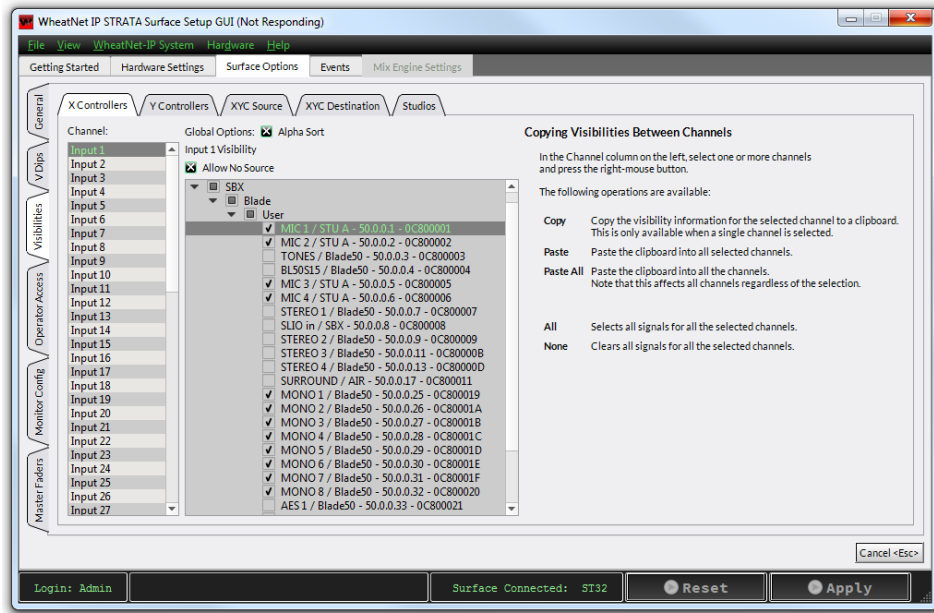 WheatNet IP STRATA Surface Setup GUI (Not Responding)
File View WheatNet-IP System Hardware Help
Getting Started Hardware Settings Surface Options Events Mix Engine Settings
General
V Dips
Visibilities
Operator Access
Monitor Config
Master Faders
X Controllers Y Controllers XYC Source XYC Destination Studios
Channel:
Input 1
Input 2
Input 3
Input 4
Input 5
Input 6
Input 7
Input 8
Input 9
Input 10
Input 11
Input 12
Input 13
Input 14
Input 15
Input 16
Input 17
Input 18
Input 19
Input 20
Input 21
Input 22
Input 23
Input 24
Input 25
Input 26
Input 27
Global Options: Alpha Sort
Input 1 Visibility
Allow No Source
SBX
Blade
User
MIC 1 / STU A - 50.0.0.1 - 0C800001
MIC 2 / STU A - 50.0.0.2 - 0C800002
TONES / Blade50 - 50.0.0.3 - 0C800003
BL50S15 / Blade50 - 50.0.0.4 - 0C800004
MIC 3 / STU A - 50.0.0.5 - 0C800005
MIC 4 / STU A - 50.0.0.6 - 0C800006
STEREO 1 / Blade50 - 50.0.0.7 - 0C800007
SLIO in / SBX - 50.0.0.8 - 0C800008
STEREO 2 / Blade50 - 50.0.0.9 - 0C800009
STEREO 3 / Blade50 - 50.0.0.11 - 0C80000B
STEREO 4 / Blade50 - 50.0.0.13 - 0C80000D
SURROUND / AIR - 50.0.0.17 - 0C800011
MONO 1 / Blade50 - 50.0.0.25 - 0C800019
MONO 2 / Blade50 - 50.0.0.26 - 0C80001A
MONO 3 / Blade50 - 50.0.0.27 - 0C80001B
MONO 4 / Blade50 - 50.0.0.28 - 0C80001C
MONO 5 / Blade50 - 50.0.0.29 - 0C80001D
MONO 6 / Blade50 - 50.0.0.30 - 0C80001E
MONO 7 / Blade50 - 50.0.0.31 - 0C80001F
MONO 8 / Blade50 - 50.0.0.32 - 0C800020
AES 1 / Blade50 - 50.0.0.33 - 0C800021
Copying Visibilities Between Channels
In the Channel column on the left, select one or more channels
and press the right-mouse button.
The following operations are available:
Copy Copy the visibility information for the selected channel to a clipboard.
This is only available when a single channel is selected.
Paste Paste the clipboard into all selected channels.
Paste All Paste the clipboard into all the channels.
Note that this affects all channels regardless of the selection.
All Selects all signals for all the selected channels.
None Clears all signals for all the selected channels.
Cancel <Esc>
Login: Admin Surface Connected: ST32 Reset Apply